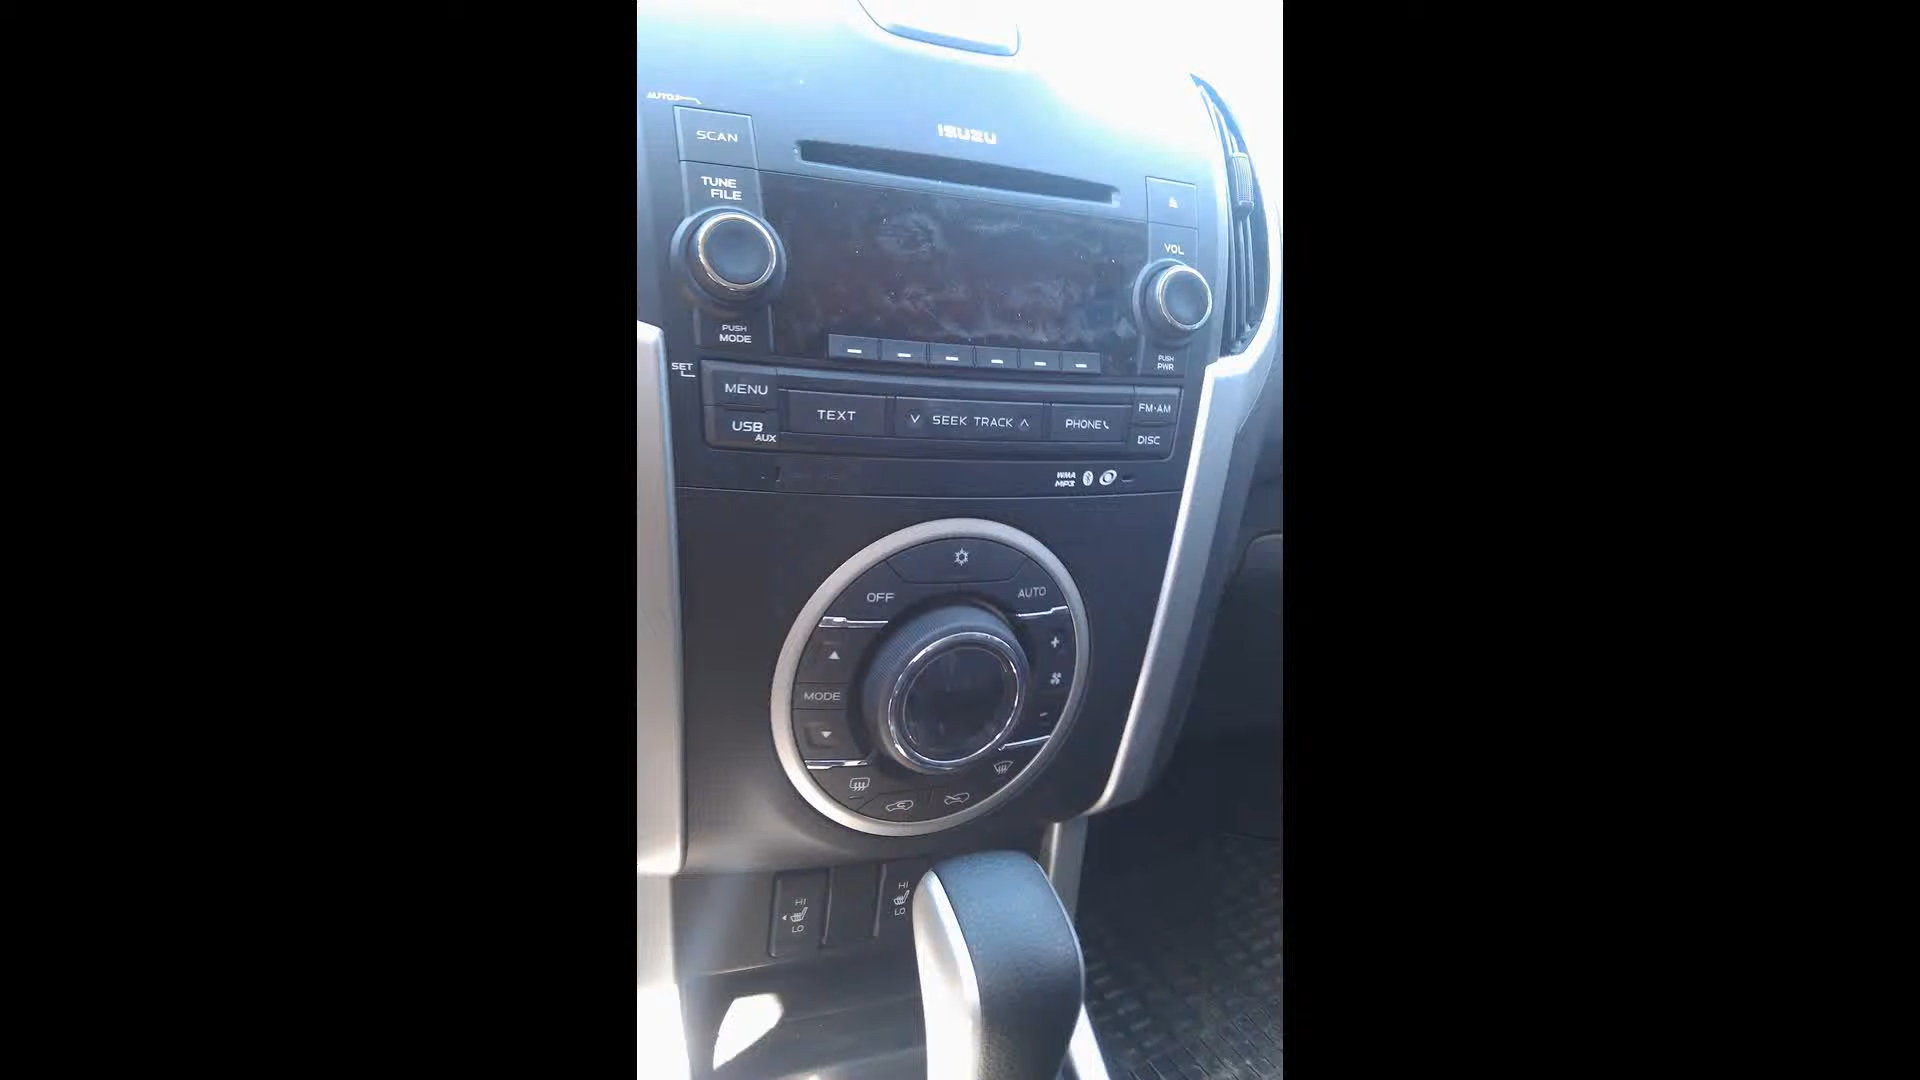 AUTO.P
SCAN
ISUZU
TUNE
FILE
VOL
PUSH
MODE
PUSH
PWR
SET
MENU
TEXT
SEEK TRACK
PHONE
FM•AM
USB
AUX
DISC
WMA
MP3
OFF
AUTO
MODE
HI
LO
HI
LO